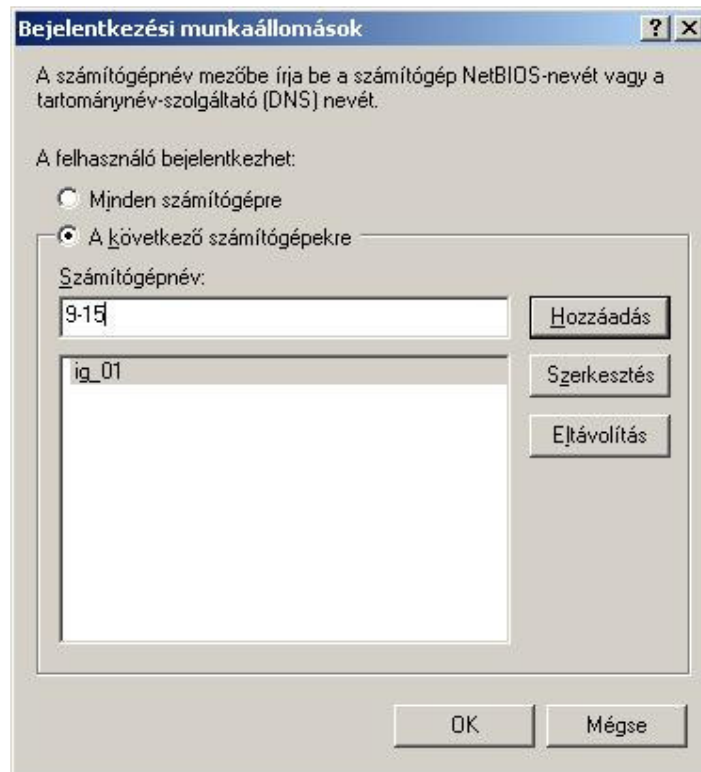 Bejelentkezési munkaállomások
A számítógépnév mezőbe írja be a számítógép NetBIOS-nevét vagy a
tartománynév-szolgáltató (DNS) nevét.
A felhasználó bejelentkezhet:
Minden számítógépre
A következő számítógépekre
Számítógépnév:
9-15
Hozzáadás
ig_01
Szerkesztés
Eltávolítás
OK
Mégse